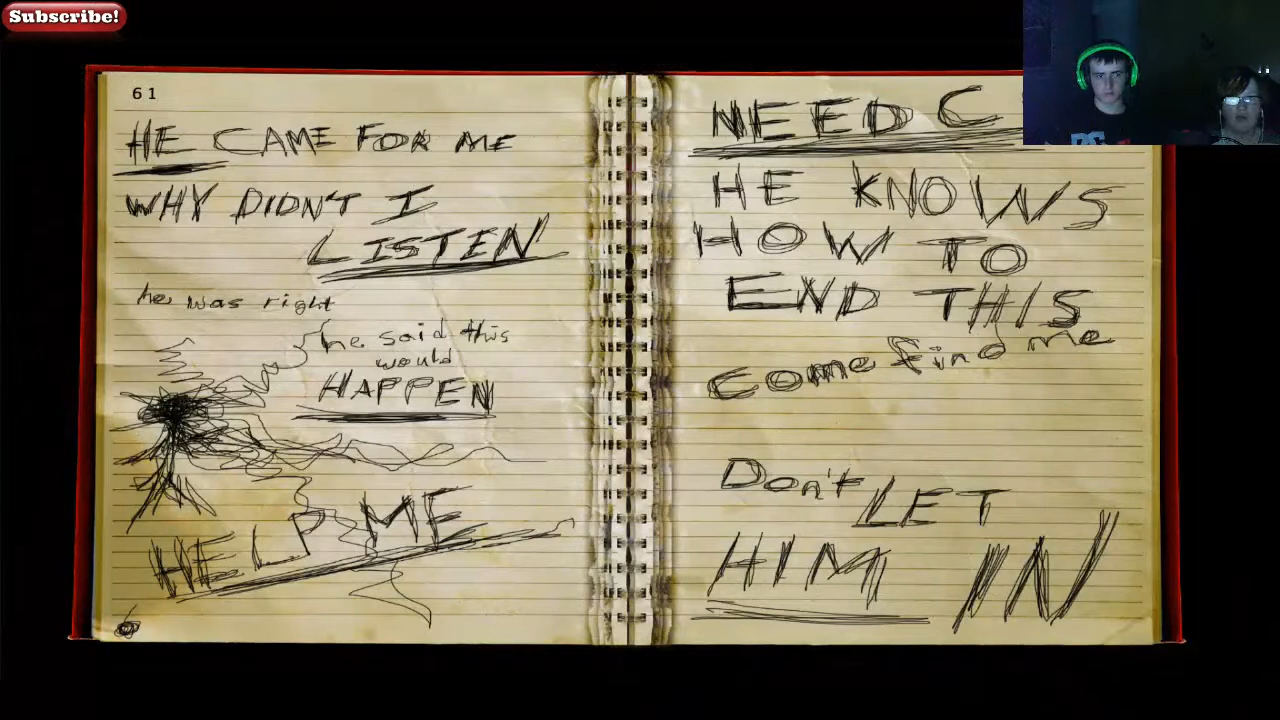 Subscribe!
61
HE CAME FOR ME
WHY DIDN'T I
LISTEN
he was right
he said this
would
HAPPEN
HELP ME
NEED C
HE KNOWS
HOW TO
END THIS
come find me
Don't LET
HIM IN